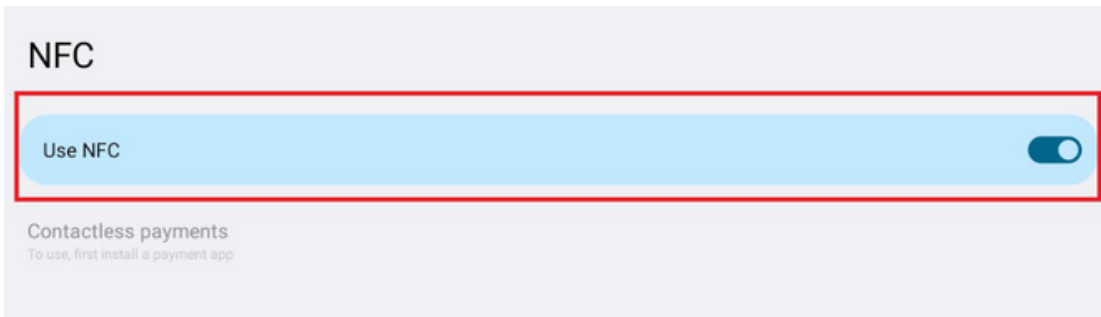 NFC
Use NFC
Contactless payments
To use, first install a payment app